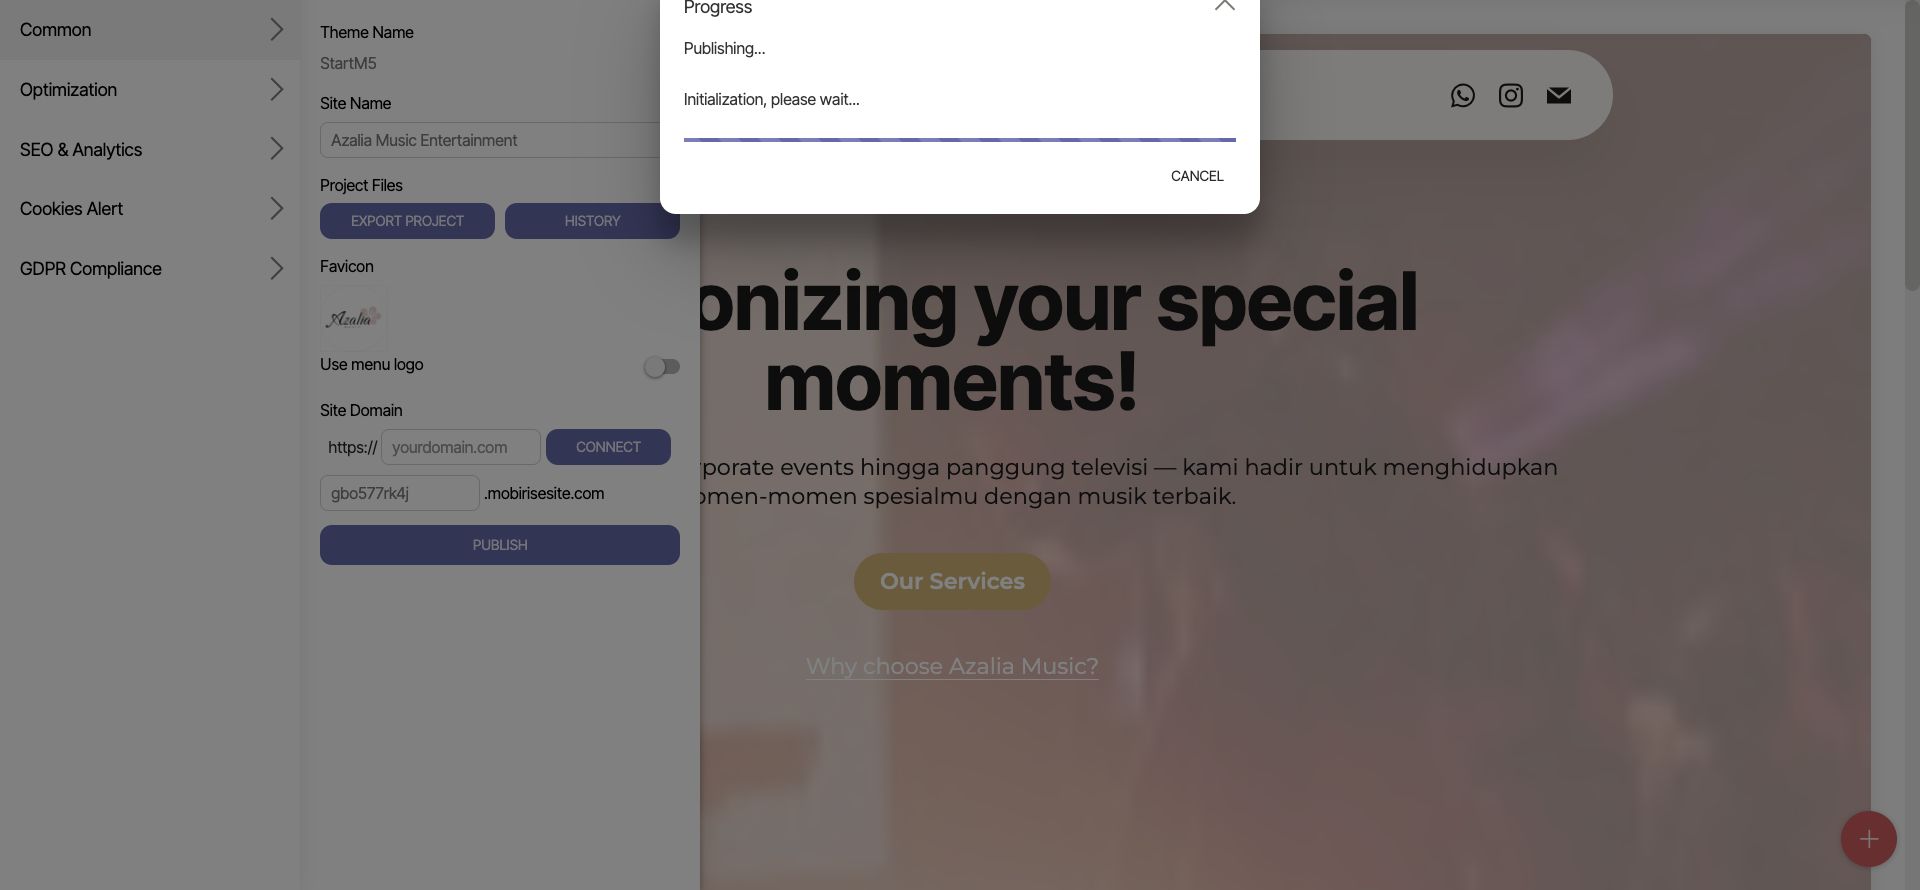 Common
Optimization
SEO & Analytics
Cookies Alert
GDPR Compliance
Theme Name
StartM5
Site Name
Azalia Music Entertainment
Project Files
EXPORT PROJECT
HISTORY
Favicon
Azalia
Use menu logo
Site Domain
https://
yourdomain.com
CONNECT
gbo577rk4j
.mobirisesite.com
PUBLISH
Progress
Publishing...
Initialization, please wait...
CANCEL
onizing your special
moments!
rporate events hingga panggung televisi — kami hadir untuk menghidupkan
omen-momen spesialmu dengan musik terbaik.
Our Services
Why choose Azalia Music?